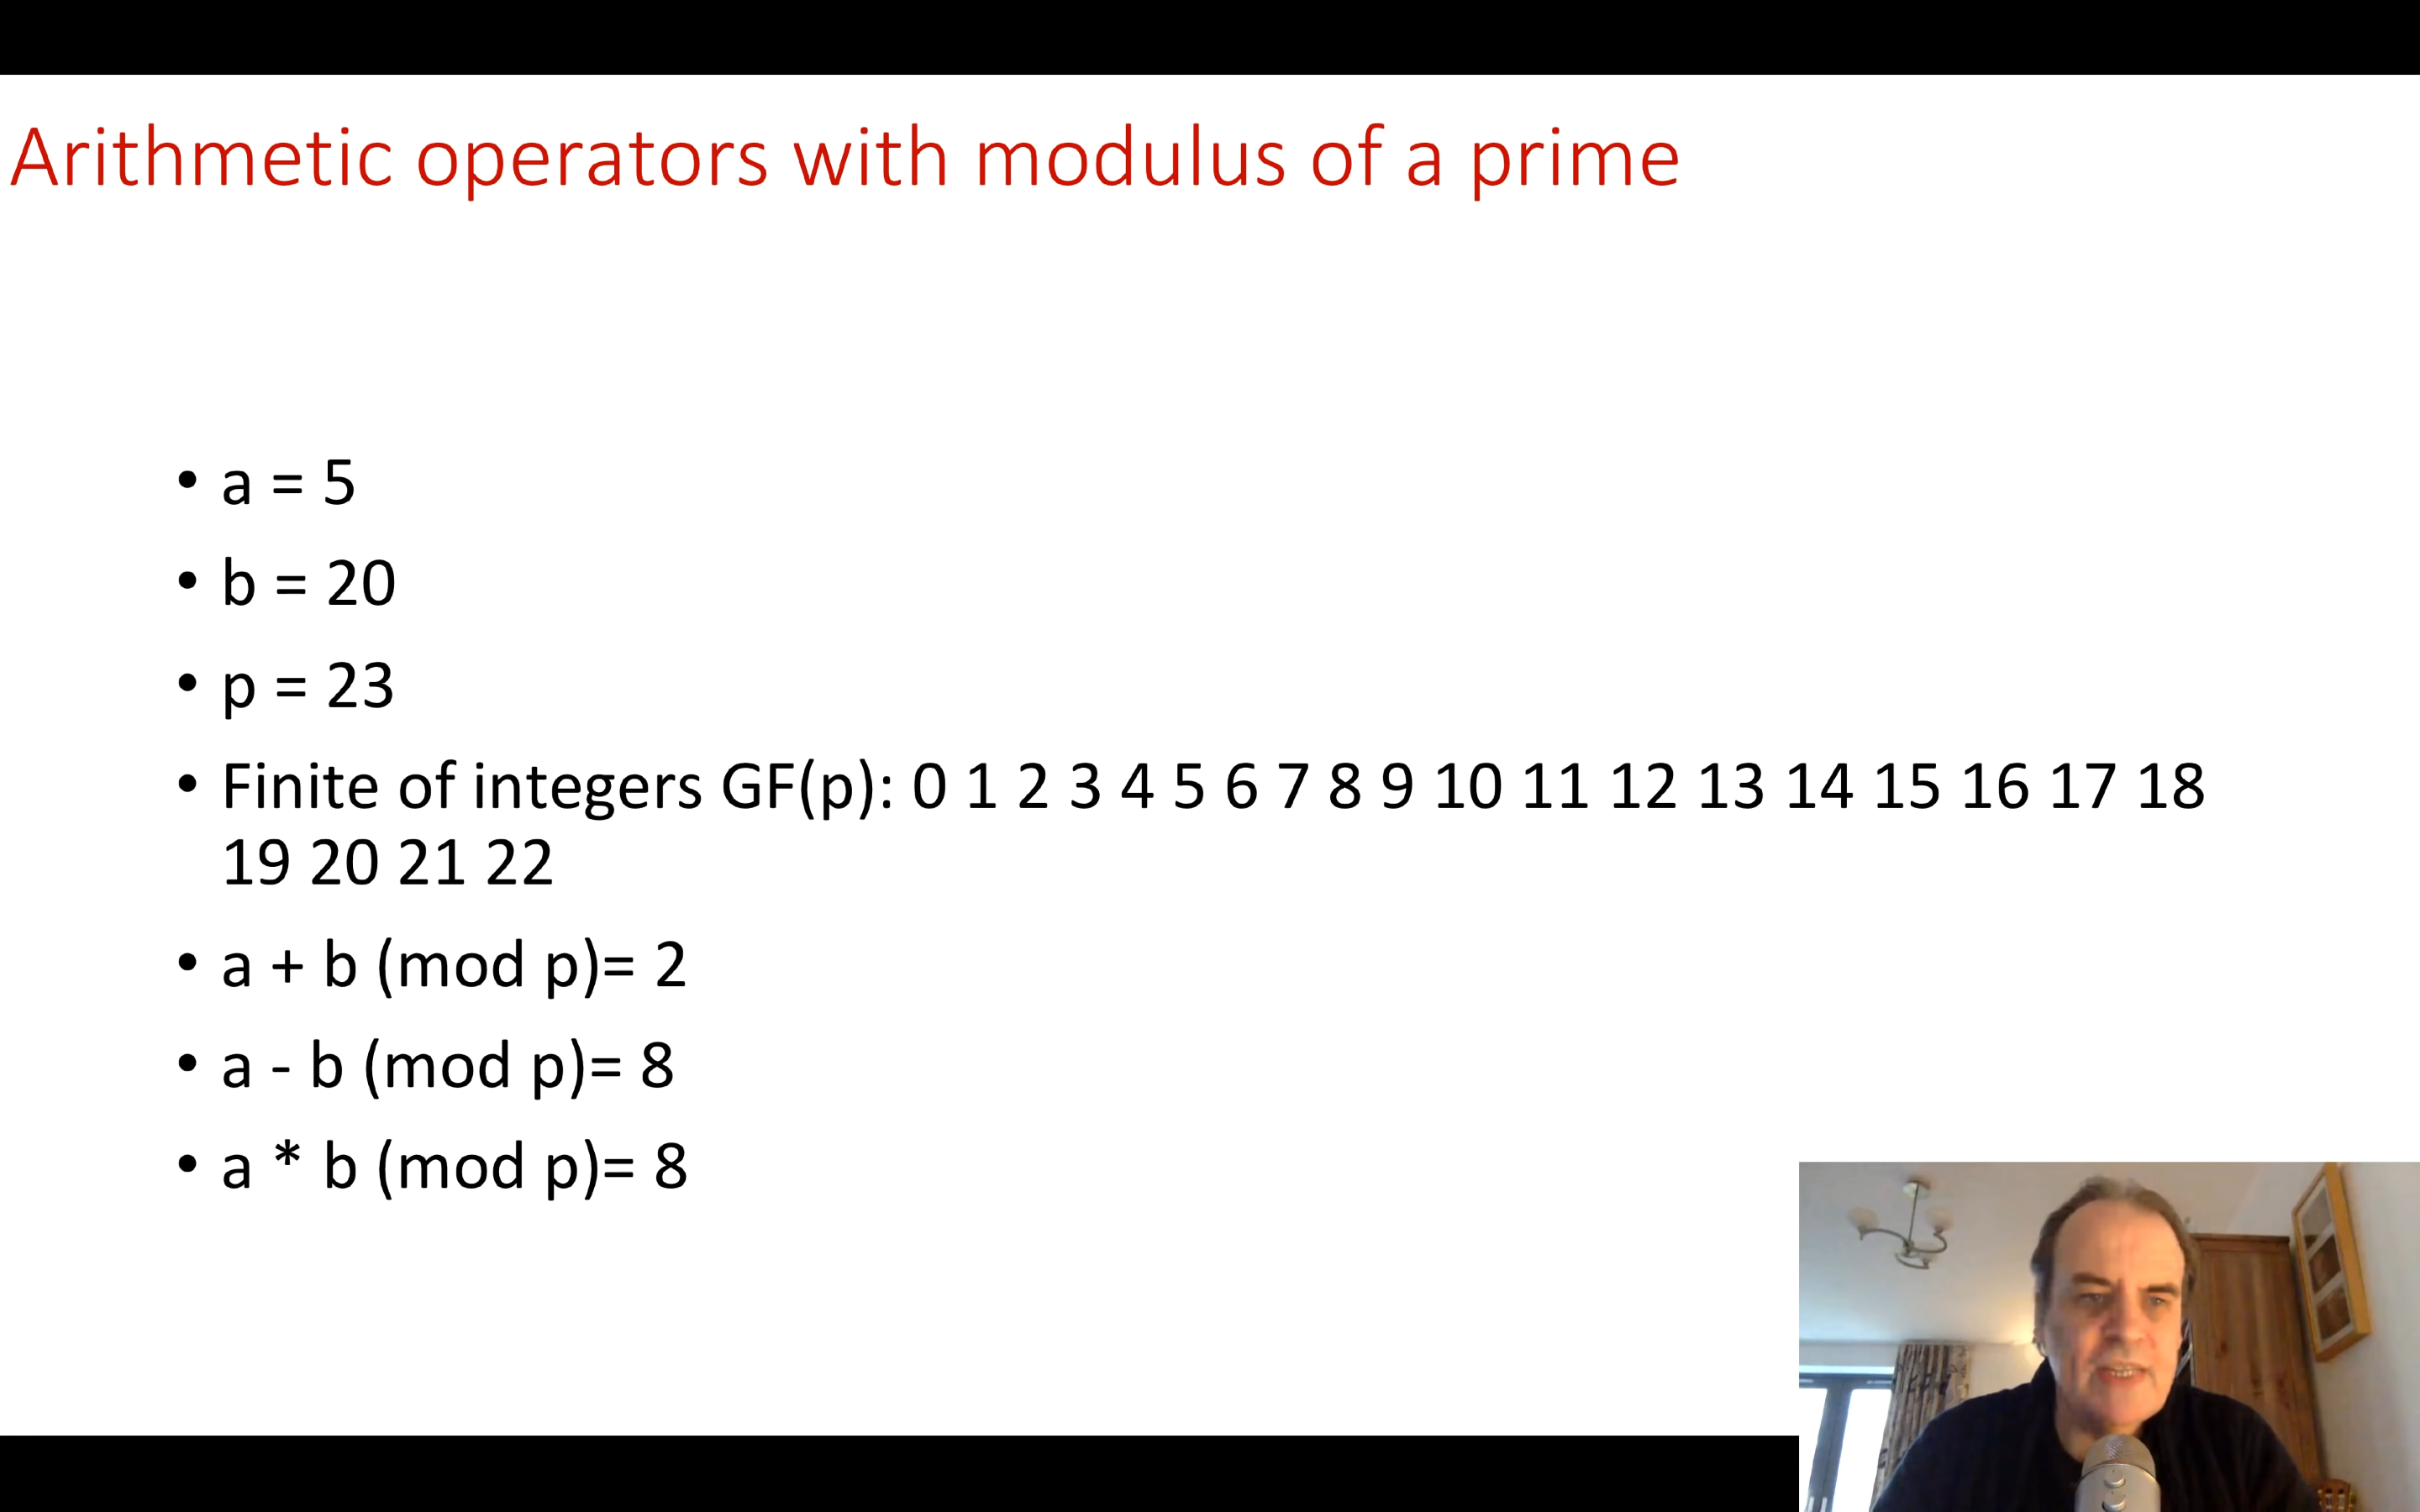 Arithmetic operators with modulus of a prime
• a = 5
• b = 20
• p = 23
• Finite of integers GF(p): 0 1 2 3 4 5 6 7 8 9 10 11 12 13 14 15 16 17 18
19 20 21 22
• a + b (mod p)= 2
• a - b (mod p)= 8
• a * b (mod p)= 8